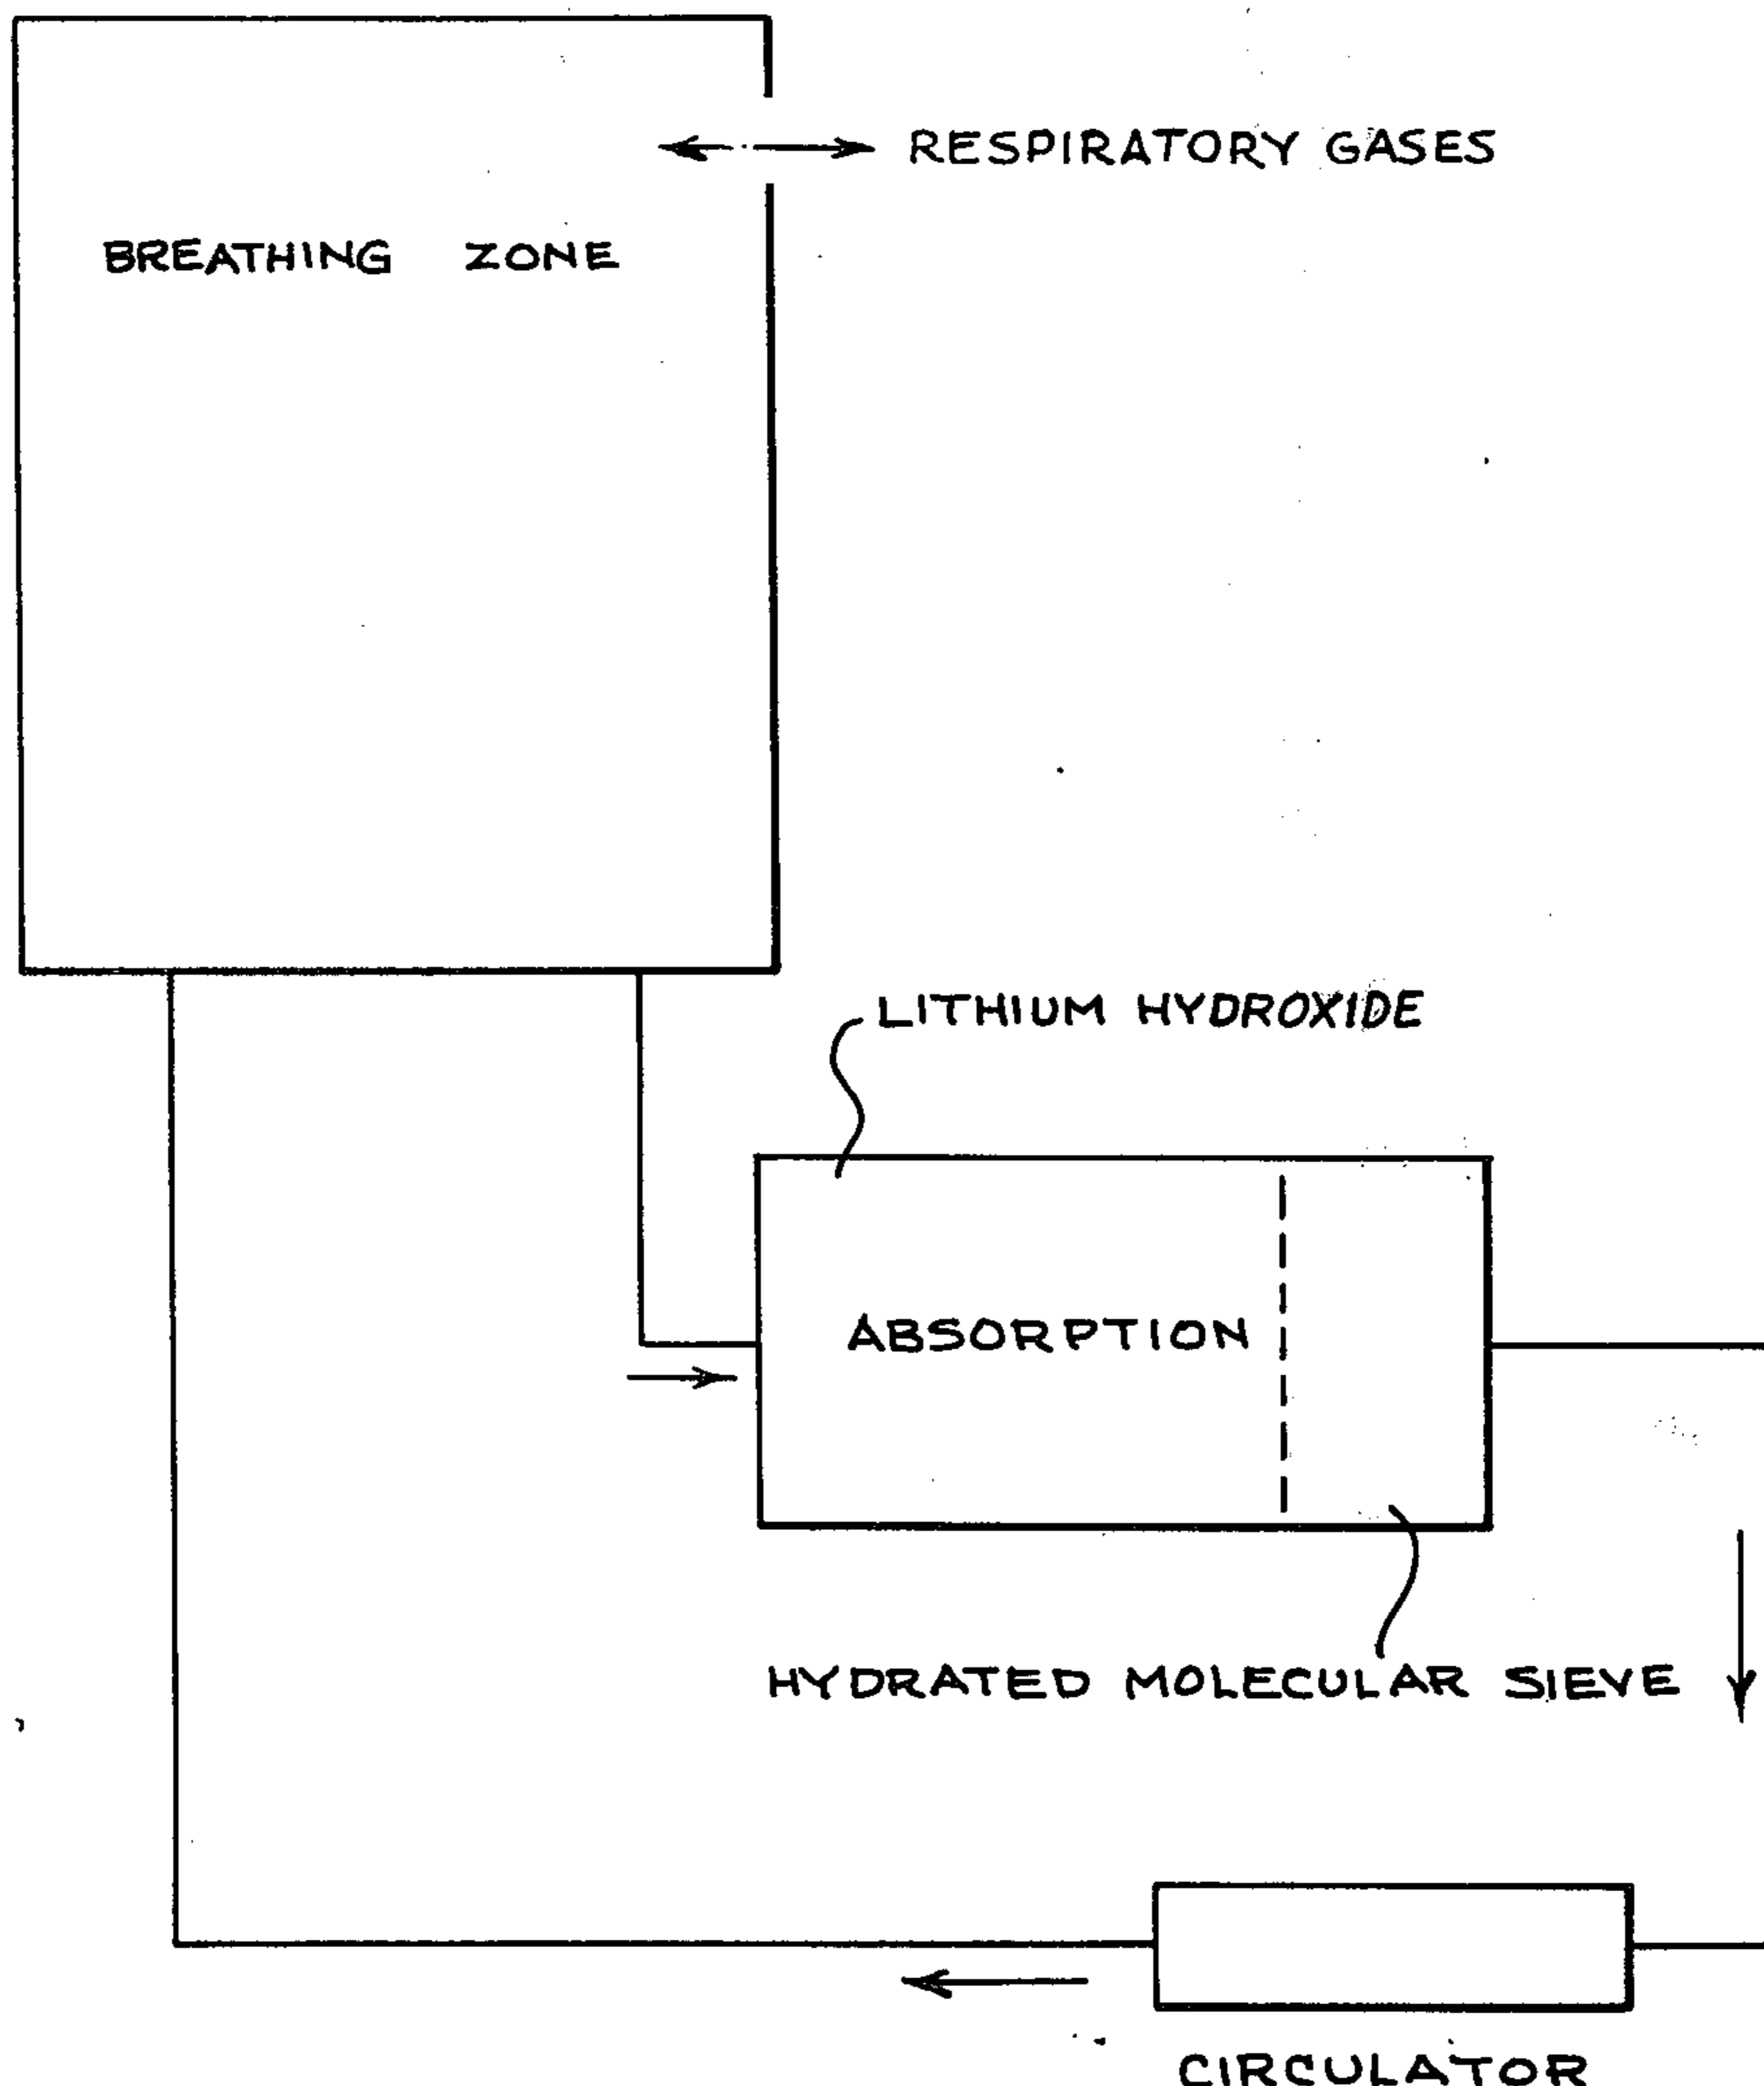 RESPIRATORY GASES
BREATHING ZONE
LITHIUM HYDROXIDE
ABSORPTION
HYDRATED MOLECULAR SIEVE
CIRCULATOR